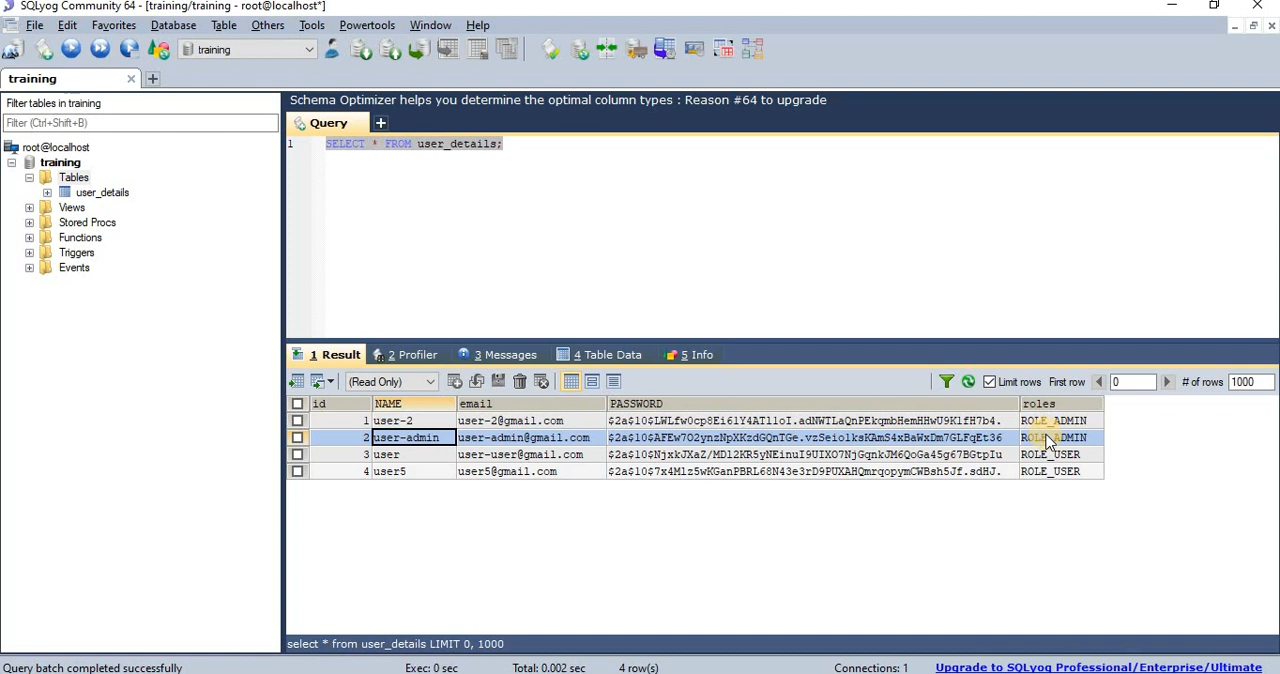 SQLyog Community 64 - [training/training - root@localhost*]
File Edit Favorites Database Table Others Tools Powertools Window Help
training
training
Filter tables in training
Filter (Ctrl+Shift+B)
root@localhost
training
Tables
user_details
Views
Stored Procs
Functions
Triggers
Events
Schema Optimizer helps you determine the optimal column types : Reason #64 to upgrade
Query
1 SELECT * FROM user_details;
1 Result 2 Profiler 3 Messages 4 Table Data 5 Info
(Read Only) Limit rows First row 0 # of rows 1000
id NAME email PASSWORD roles
1 user-2 user-2@gmail.com ROLE_ADMIN
2 user-admin user-admin@gmail.com ROLE_ADMIN
3 user user-user@gmail.com ROLE_USER
4 user5 user5@gmail.com ROLE_USER
select * from user_details LIMIT 0, 1000
Query batch completed successfully Exec: 0 sec Total: 0.002 sec 4 row(s) Connections: 1 Upgrade to SQLyog Professional/Enterprise/Ultimate